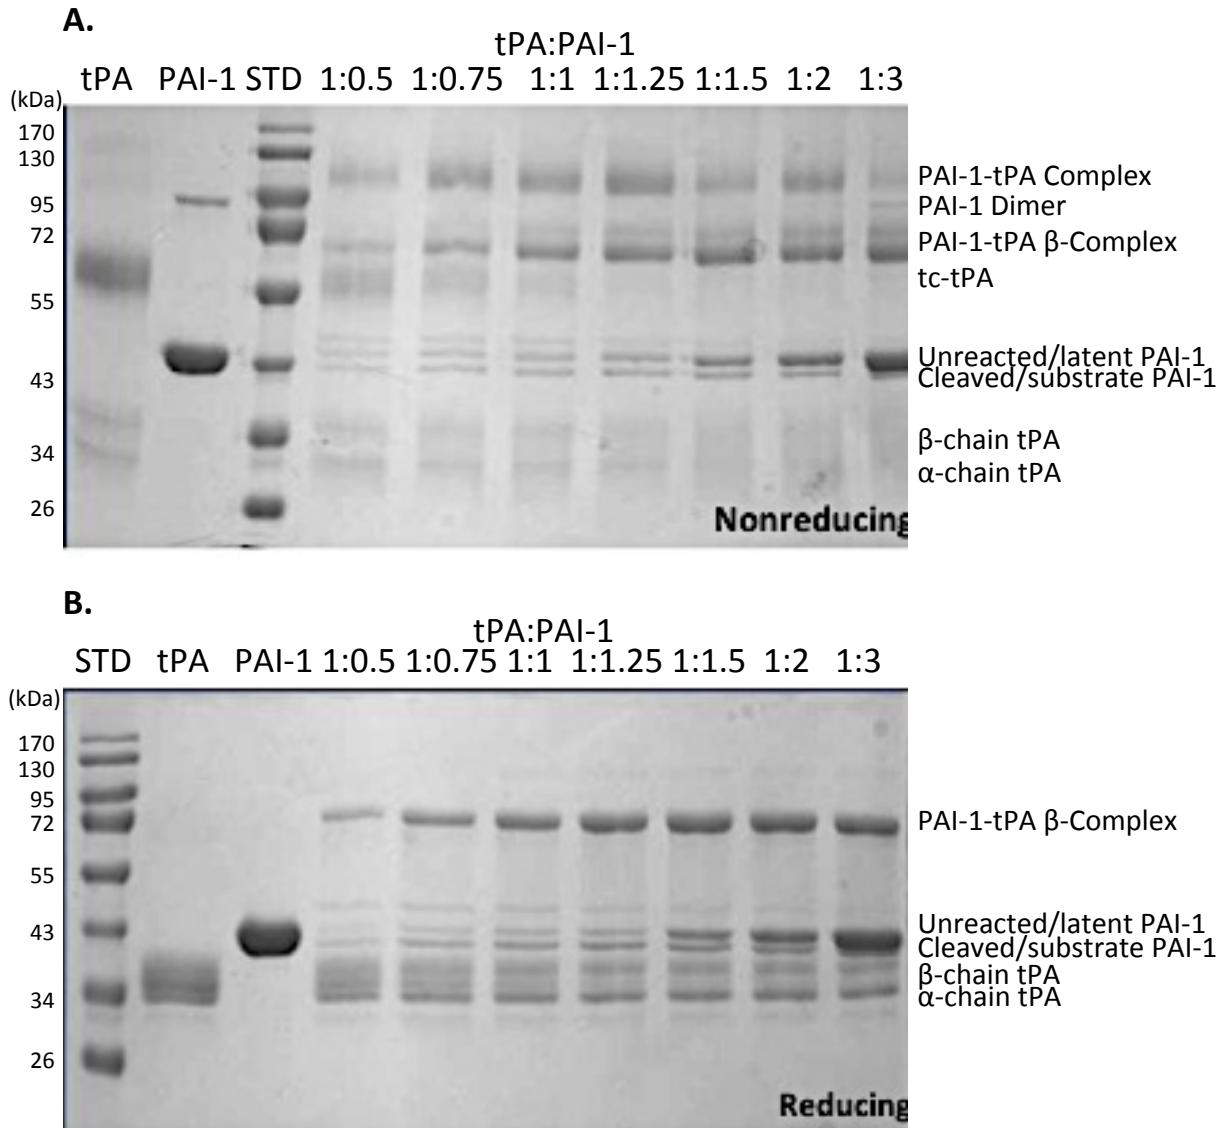 A.
tPA:PAI-1
tPA PAI-1 STD 1:0.5 1:0.75 1:1 1:1.25 1:1.5 1:2 1:3
(kDa)
170
130
95
72
55
43
34
26
PAI-1-tPA Complex
PAI-1 Dimer
PAI-1-tPA β-Complex
tc-tPA
Unreacted/latent PAI-1
Cleaved/substrate PAI-1
β-chain tPA
α-chain tPA
Nonreducing
B.
tPA:PAI-1
STD tPA PAI-1 1:0.5 1:0.75 1:1 1:1.25 1:1.5 1:2 1:3
(kDa)
170
130
95
72
55
43
34
26
PAI-1-tPA β-Complex
Unreacted/latent PAI-1
Cleaved/substrate PAI-1
β-chain tPA
α-chain tPA
Reducing